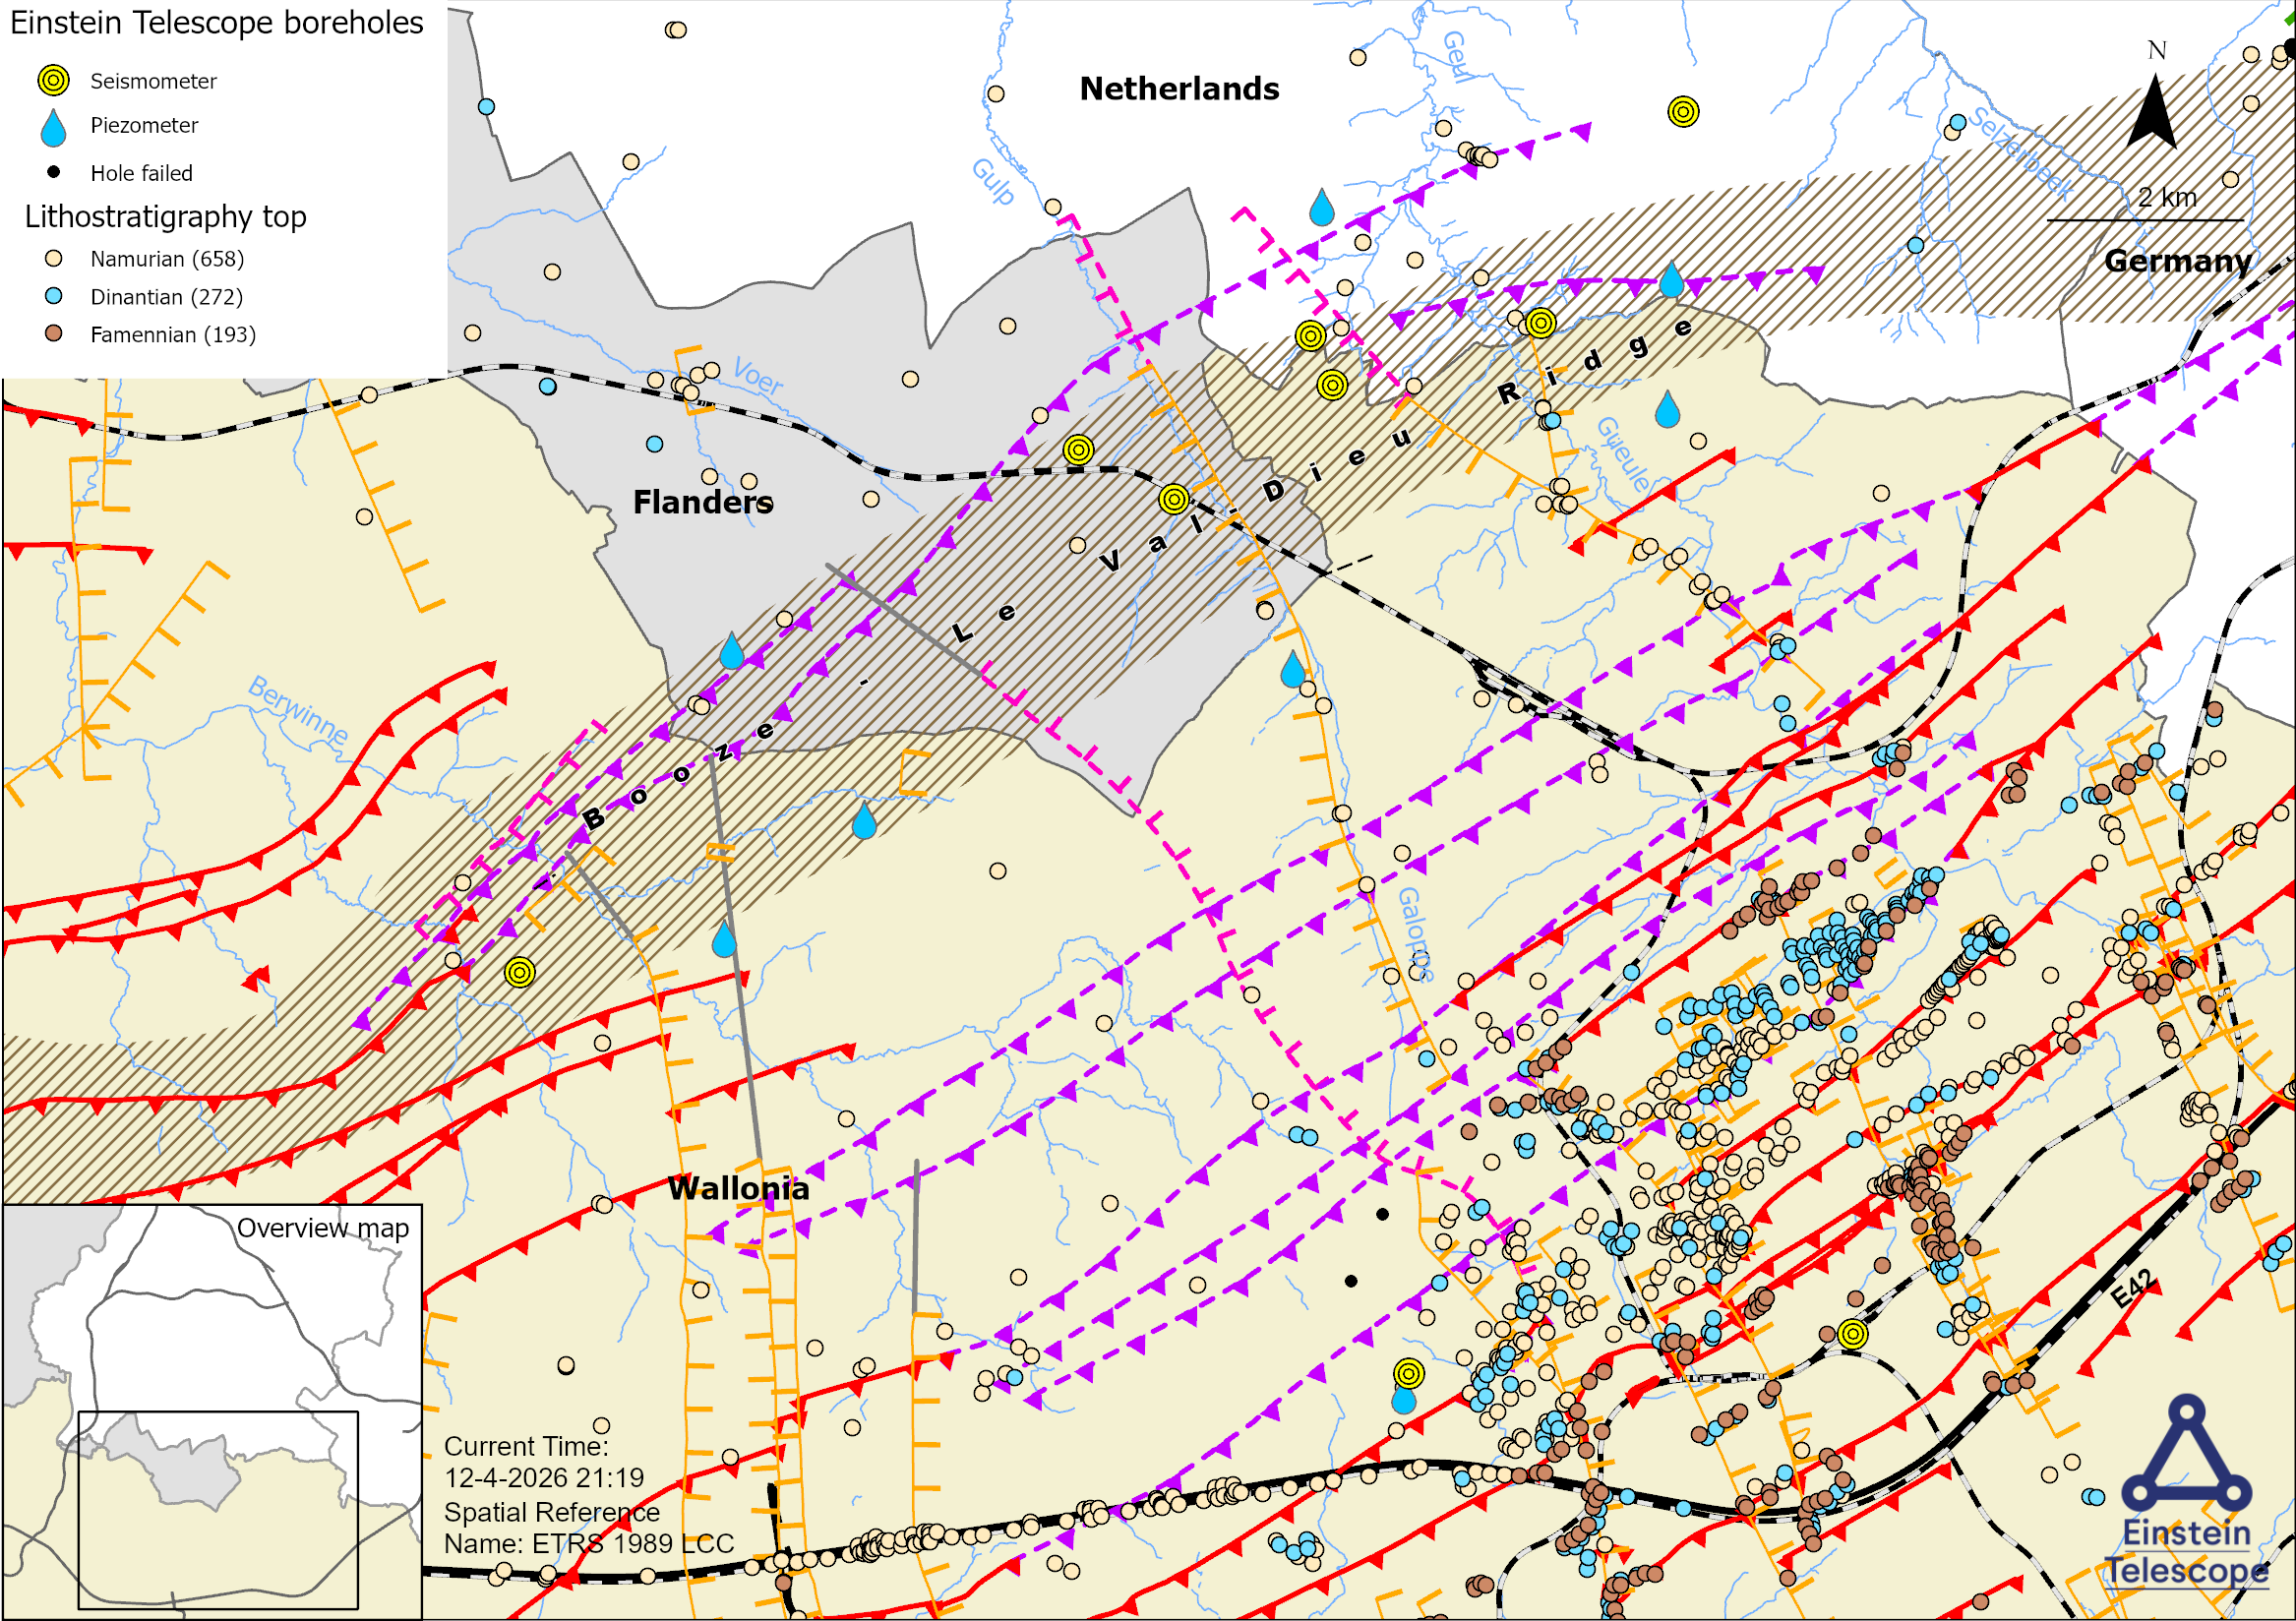 Einstein Telescope boreholes
Seismometer
Piezometer
Hole failed
Lithostratigraphy top
Namurian (658)
Dinantian (272)
Famennian (193)
Netherlands
Geul
Gulp
Selzerbeek
N
2 km
Germany
Voer
Flanders
Gueule
Booze - Le Val - Dieu Ridge
Berwinne
Galoppe
Wallonia
E42
Overview map
Current Time:
12-4-2026 21:19
Spatial Reference
Name: ETRS 1989 LCC
Einstein
Telescope